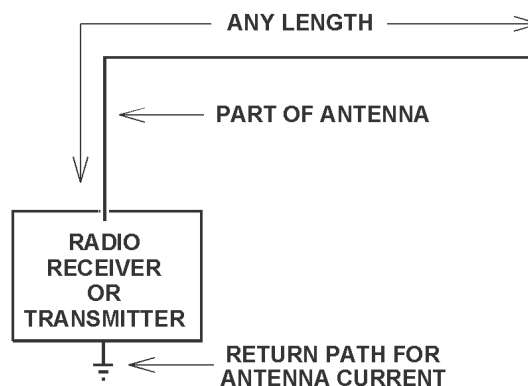 ANY LENGTH
PART OF ANTENNA
RADIO
RECEIVER
OR
TRANSMITTER
RETURN PATH FOR
ANTENNA CURRENT